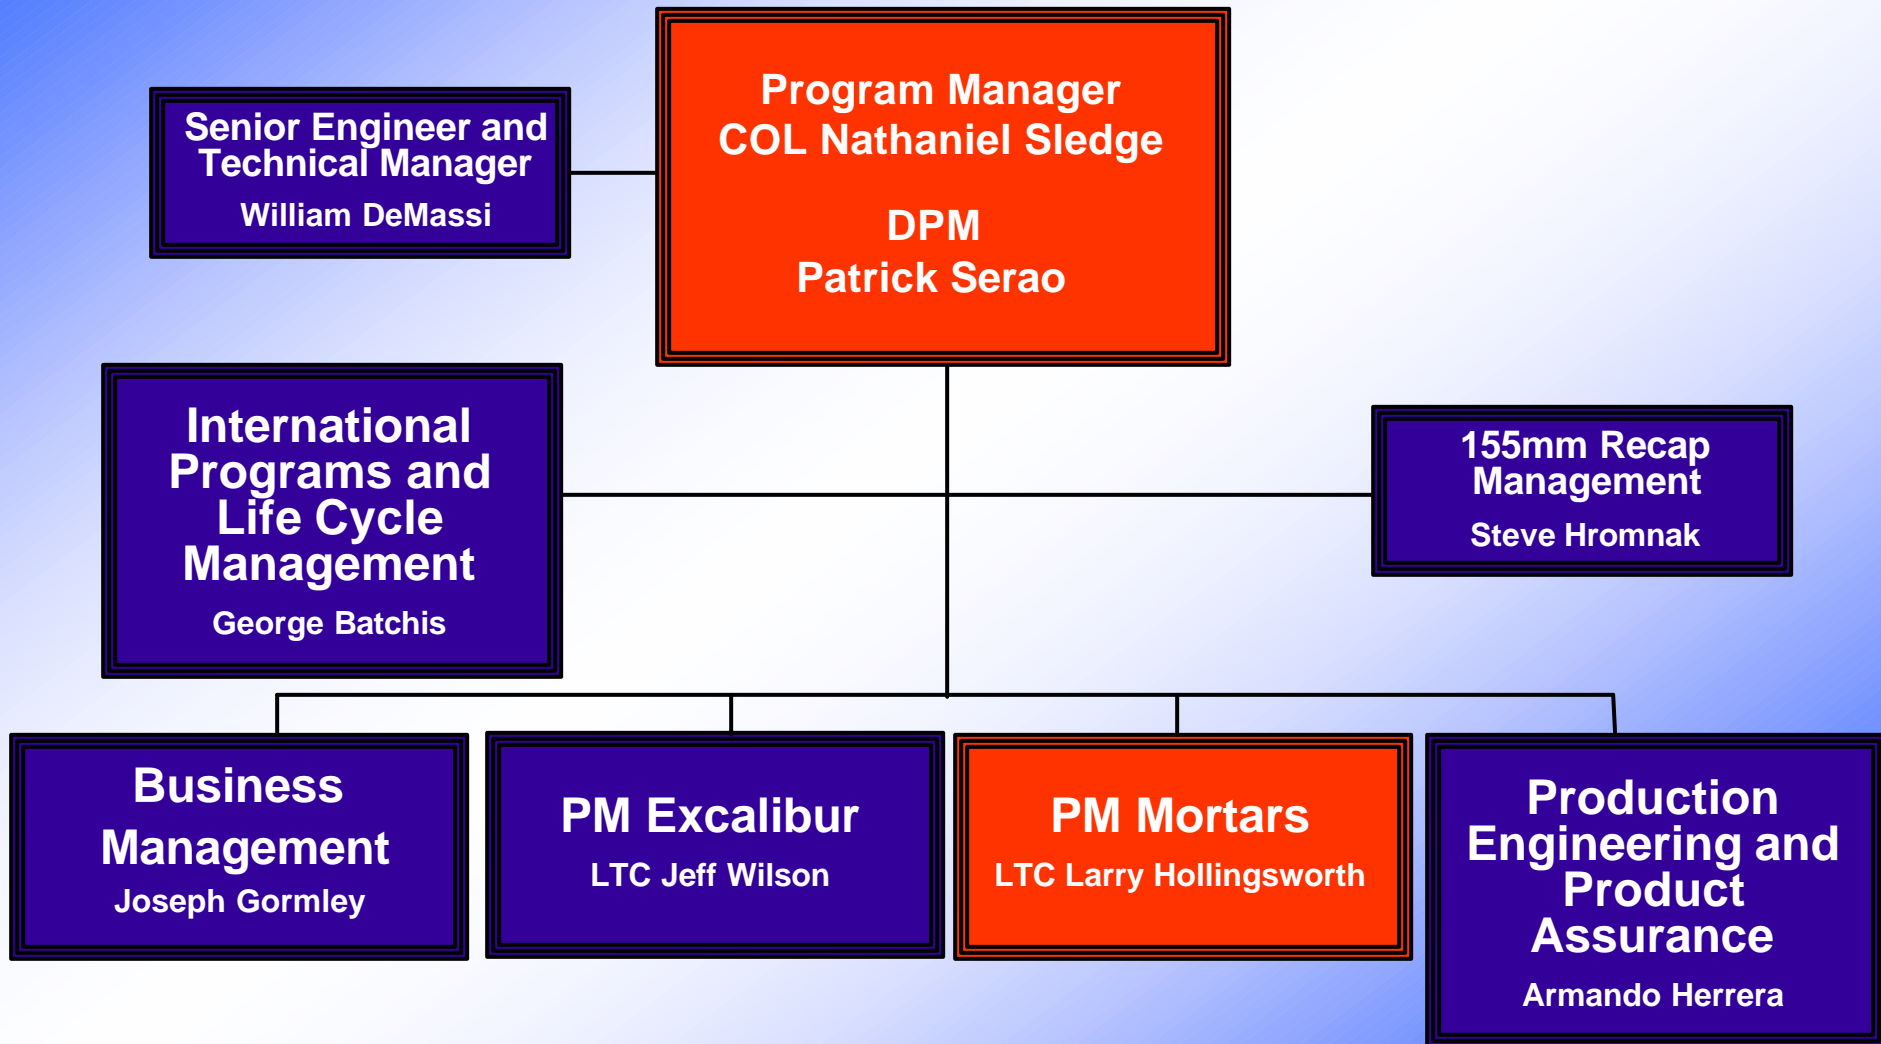 Program Manager
COL Nathaniel Sledge
DPM
Patrick Serao
Senior Engineer and
Technical Manager
William DeMassi
International
Programs and
Life Cycle
Management
George Batchis
155mm Recap
Management
Steve Hromnak
Business
Management
Joseph Gormley
PM Excalibur
LTC Jeff Wilson
PM Mortars
LTC Larry Hollingsworth
Production
Engineering and
Product
Assurance
Armando Herrera